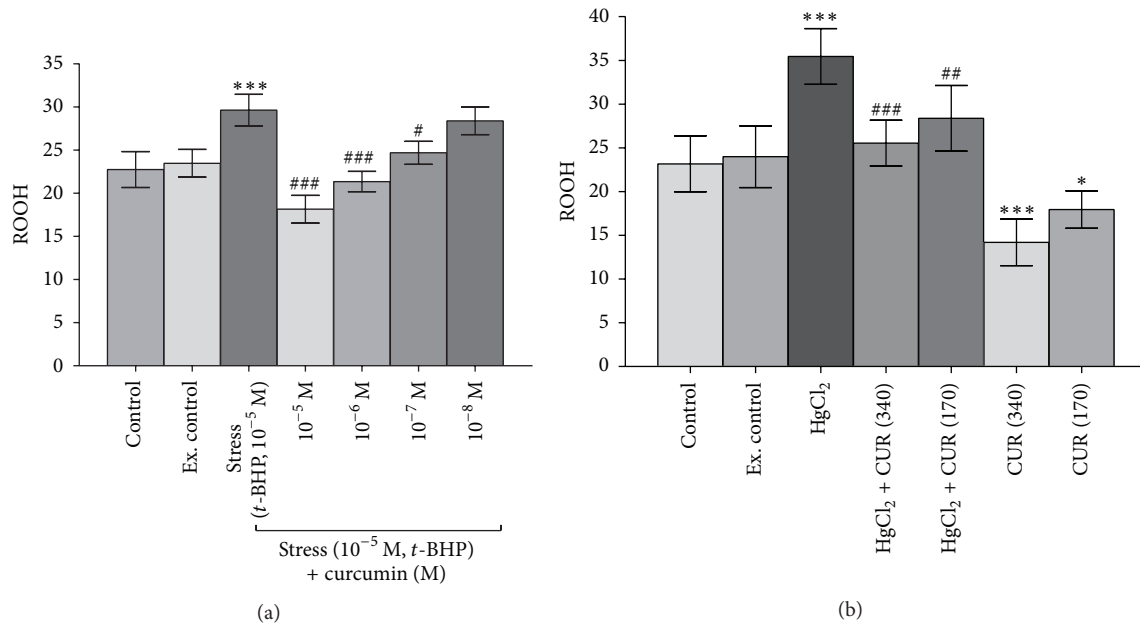 ROOH
35
30
25
20
15
10
5
0
***
###
###
#
Control
Ex. control
Stress
(t-BHP, 10⁻⁵ M)
10⁻⁵ M
10⁻⁶ M
10⁻⁷ M
10⁻⁸ M
Stress (10⁻⁵ M, t-BHP)
+ curcumin (M)
(a)
ROOH
40
35
30
25
20
15
10
5
0
***
###
##
***
*
Control
Ex. control
HgCl₂
HgCl₂ + CUR (340)
HgCl₂ + CUR (170)
CUR (340)
CUR (170)
(b)